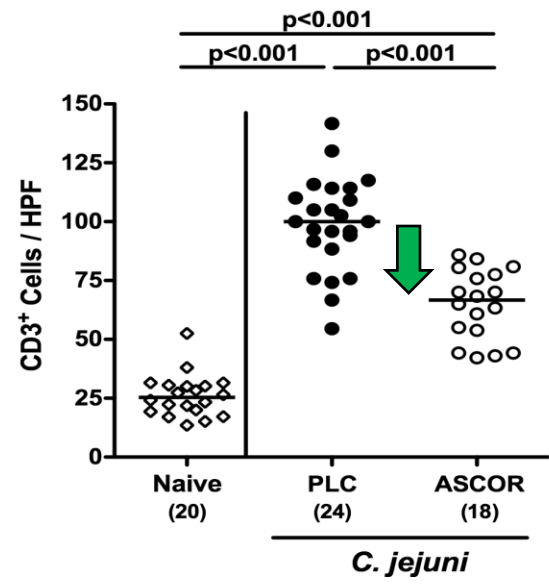 p<0.001
p<0.001 p<0.001
150
125
100
75
50
25
0
CD3⁺ Cells / HPF
Naive PLC ASCOR
(20) (24) (18)
C. jejuni